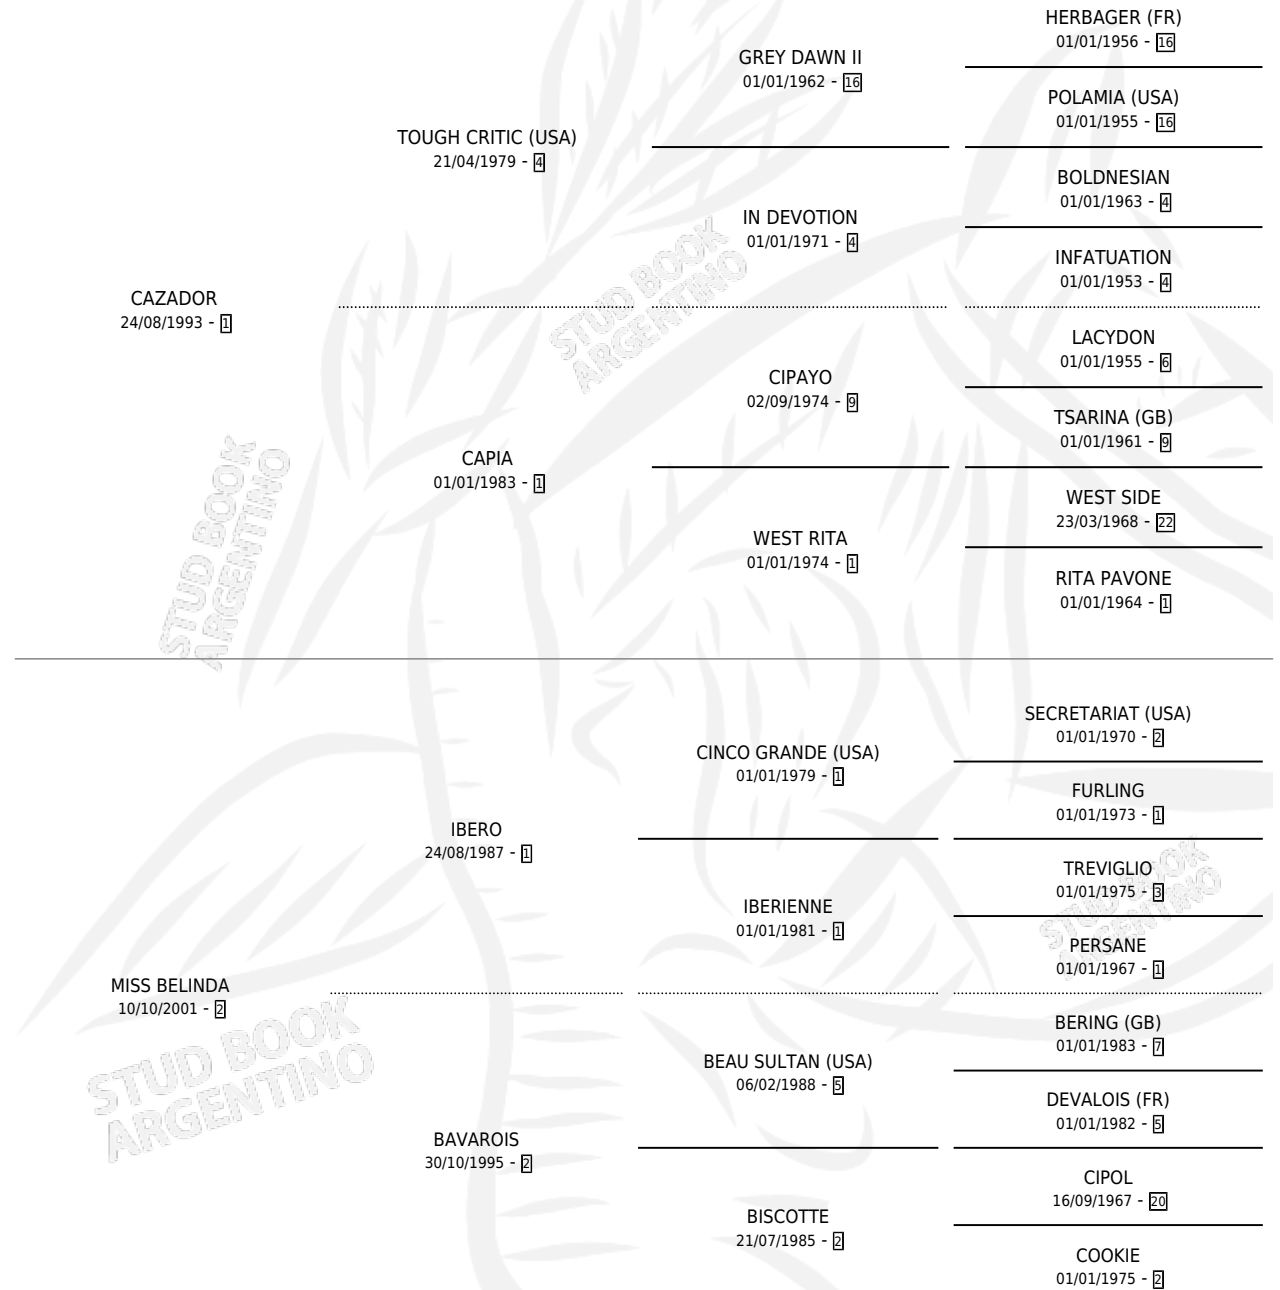 HERBAGER (FR)
01/01/1956 - 16
GREY DAWN II
01/01/1962 - 16
POLAMIA (USA)
01/01/1955 - 16
TOUGH CRITIC (USA)
21/04/1979 - 4
BOLDNESIAN
01/01/1963 - 4
IN DEVOTION
01/01/1971 - 4
INFATUATION
01/01/1953 - 4
CAZADOR
24/08/1993 - 1
LACYDON
01/01/1955 - 6
CIPAYO
02/09/1974 - 9
TSARINA (GB)
01/01/1961 - 9
CAPIA
01/01/1983 - 1
WEST SIDE
23/03/1968 - 22
WEST RITA
01/01/1974 - 1
RITA PAVONE
01/01/1964 - 1
SECRETARIAT (USA)
01/01/1970 - 2
CINCO GRANDE (USA)
01/01/1979 - 1
FURLING
01/01/1973 - 1
IBERO
24/08/1987 - 1
TREVIGLIO
01/01/1975 - 3
IBERIENNE
01/01/1981 - 1
PERSANE
01/01/1967 - 1
MISS BELINDA
10/10/2001 - 2
BERING (GB)
01/01/1983 - 7
BEAU SULTAN (USA)
06/02/1988 - 5
DEVALOIS (FR)
01/01/1982 - 5
BAVAROIS
30/10/1995 - 2
CIPOL
16/09/1967 - 20
BISCOTTE
21/07/1985 - 2
COOKIE
01/01/1975 - 2
STUD BOOK
ARGENTINO
STUD BOOK
ARGENTINO
STUD BOOK
ARGENTINO
STUD BOOK
ARGENTINO